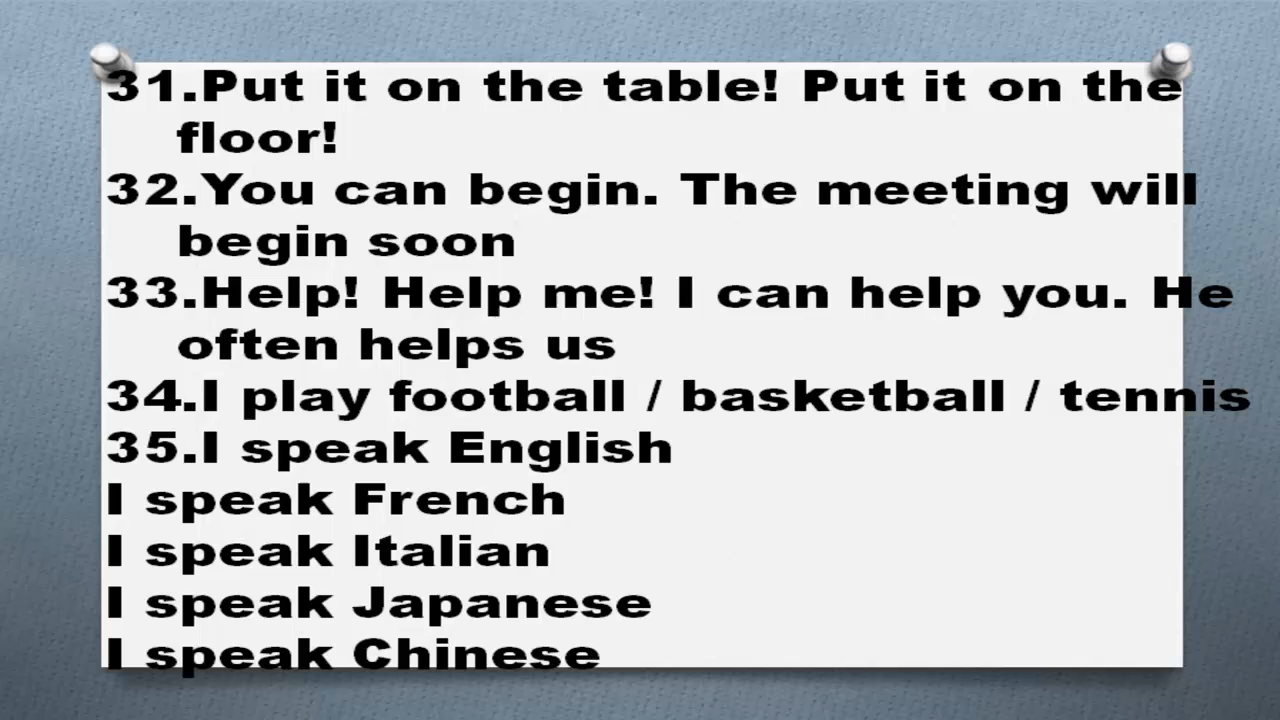 31.Put it on the table! Put it on the
floor!
32.You can begin. The meeting will
begin soon
33.Help! Help me! I can help you. He
often helps us
34.I play football / basketball / tennis
35.I speak English
I speak French
I speak Italian
I speak Japanese
I speak Chinese